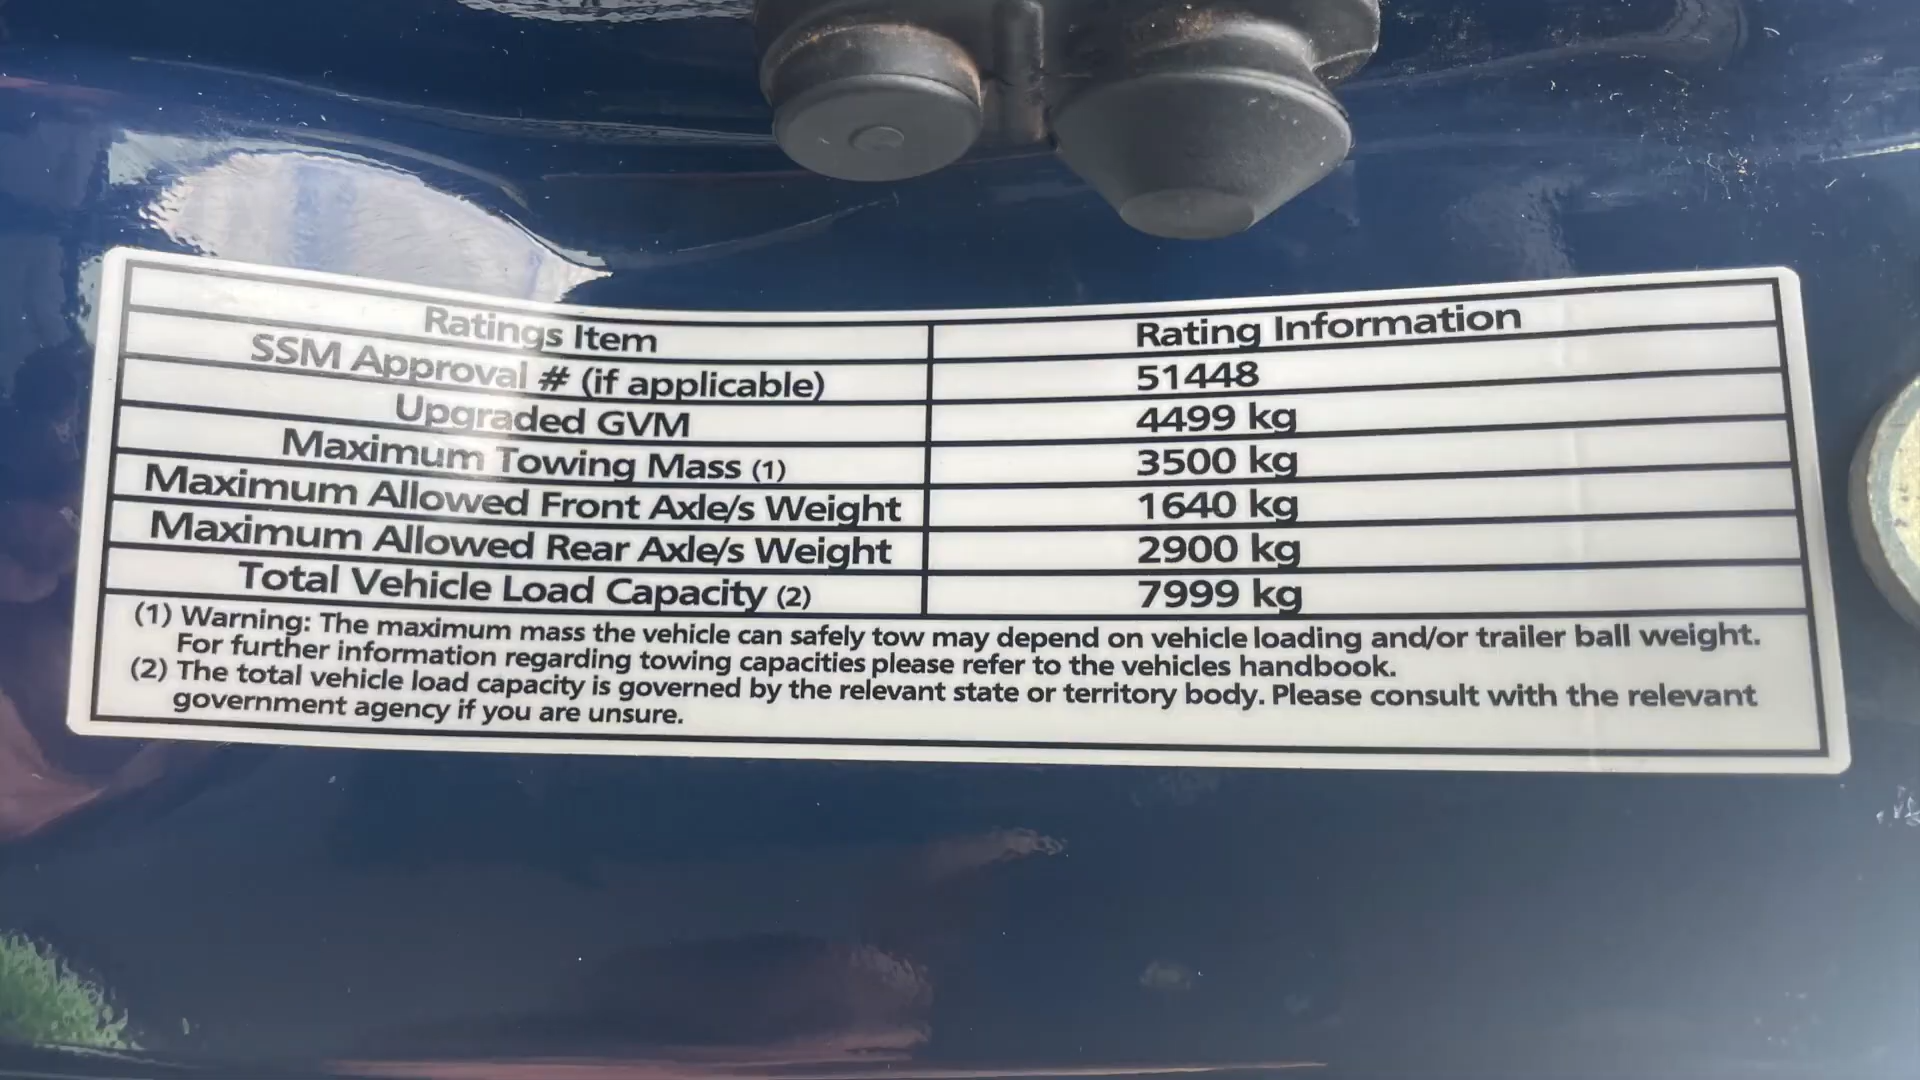 Ratings Item Rating Information
SSM Approval # (if applicable) 51448
Upgraded GVM 4499 kg
Maximum Towing Mass (1) 3500 kg
Maximum Allowed Front Axle/s Weight 1640 kg
Maximum Allowed Rear Axle/s Weight 2900 kg
Total Vehicle Load Capacity (2) 7999 kg
(1) Warning: The maximum mass the vehicle can safely tow may depend on vehicle loading and/or trailer ball weight.
For further information regarding towing capacities please refer to the vehicles handbook.
(2) The total vehicle load capacity is governed by the relevant state or territory body. Please consult with the relevant
government agency if you are unsure.